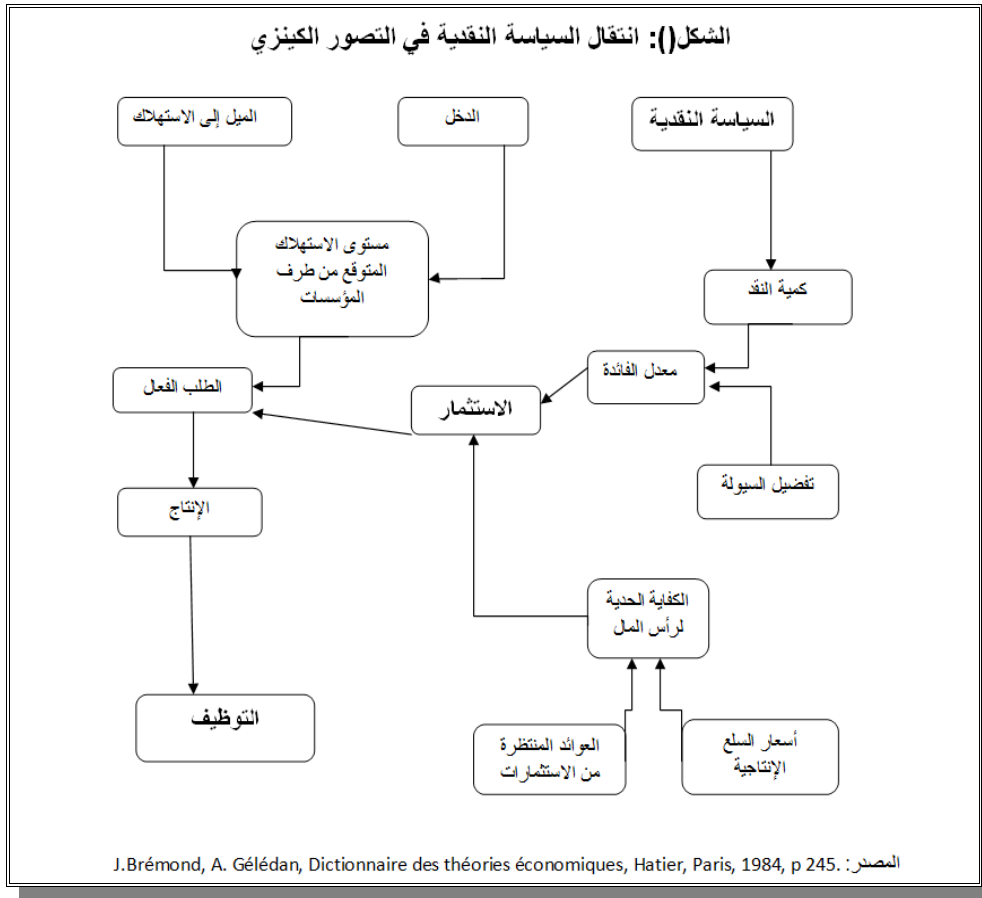 الشكل(): انتقال السياسة النقدية في التصور الكينزي
السياسة النقدية
الدخل
الميل إلى الاستهلاك
مستوى الاستهلاك
المتوقع من طرف
المؤسسات
كمية النقد
معدل الفائدة
الطلب الفعال
الاستثمار
تفضيل السيولة
الإنتاج
الكفاية الحدية
لرأس المال
التوظيف
أسعار السلع
الإنتاجية
العوائد المنتظرة
من الاستثمارات
المصدر: J.Brémond, A. Gélédan, Dictionnaire des théories économiques, Hatier, Paris, 1984, p 245.